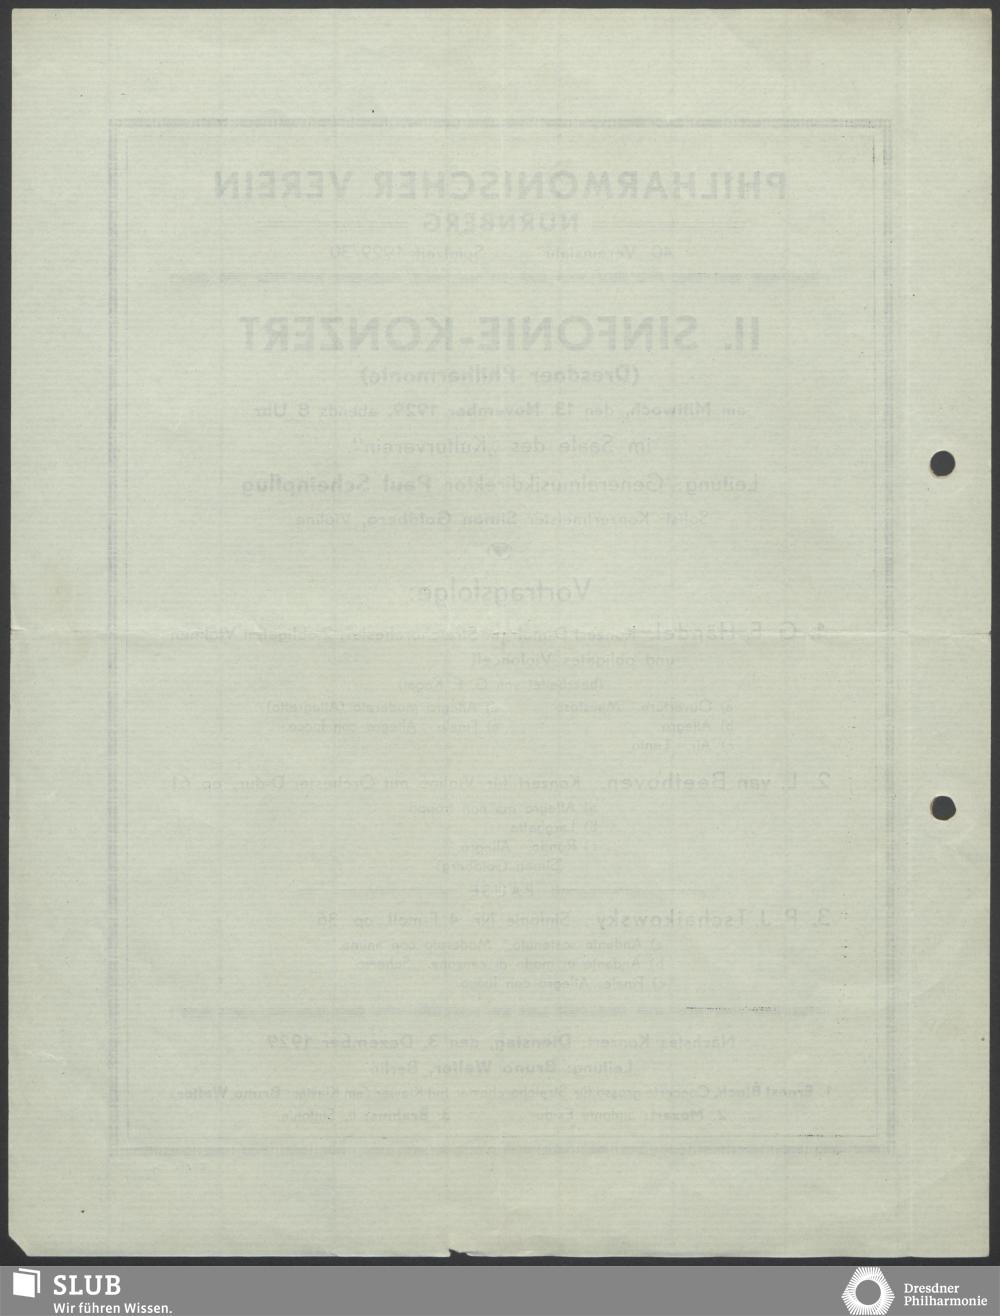 PHILHARMONISCHER VEREIN
NÜRNBERG
40. Vereinsjahr Spielzeit 1929/30
II. SINFONIE-KONZERT
(Dresdner Philharmonie)
am Mittwoch, den 13. November 1929, abends 8 Uhr
im Saale des „Kulturverein“.
Leitung: Generalmusikdirektor Paul Scheinpflug
Solist: Konzertmeister Simon Goldberg, Violine
Vortragsfolge:
1. G. F. Händel: Konzert Streichorchester, 2 obligaten Violinen
und obligates Violoncell
(bearbeitet von G. F. Kogel)
a) Ouverture Maestoso
b) Allegro
c) Air Lento
d) Allegro moderato (Allegretto)
e) Finale Allegro con fuoco
2. L. van Beethoven, Konzert für Violine mit Orchester D-dur, op. 61
a) Allegro ma non troppo
b) Larghetto
c) Rondo Allegro
(Simon Goldberg)
PAUSE
3. P. J. Tschaikowsky, Sinfonie Nr. 4 F-moll, op. 36
a) Andante sostenuto, Moderato con anima
b) Andante in modo di canzone, Scherzo
c) Finale, Allegro con fuoco
Nächstes Konzert: Dienstag, den 3. Dezember 1929
Leitung: Bruno Walter, Berlin
1. Ernest Bloch, Concerto grosso für Streichorchester mit Klavier (am Klavier: Bruno Walter)
2. Mozart: Sinfonie Es-dur 3. Brahms: II. Sinfonie
SLUB
Wir führen Wissen.
Dresdner
Philharmonie